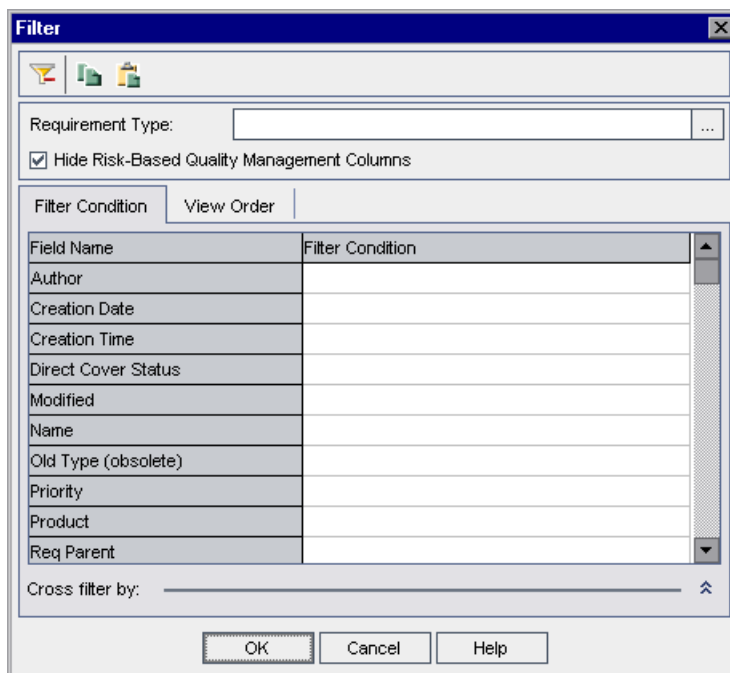 Filter
Requirement Type:
...
Hide Risk-Based Quality Management Columns
Filter Condition View Order
Field Name Filter Condition
Author
Creation Date
Creation Time
Direct Cover Status
Modified
Name
Old Type (obsolete)
Priority
Product
Req Parent
Cross filter by:
OK Cancel Help